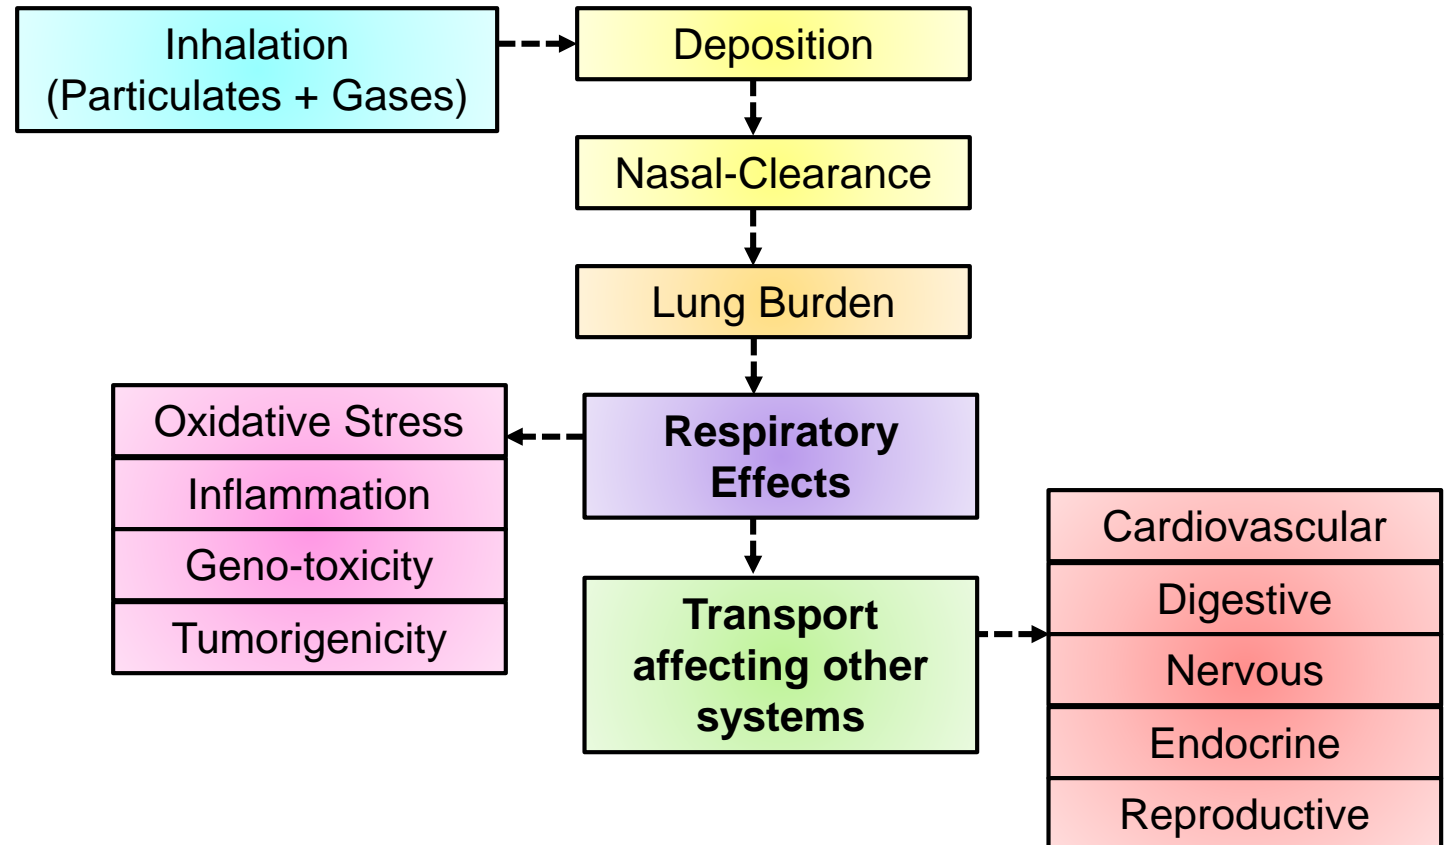 Inhalation
(Particulates + Gases)
Deposition
Nasal-Clearance
Lung Burden
Respiratory
Effects
Oxidative Stress
Inflammation
Geno-toxicity
Tumorigenicity
Transport
affecting other
systems
Cardiovascular
Digestive
Nervous
Endocrine
Reproductive